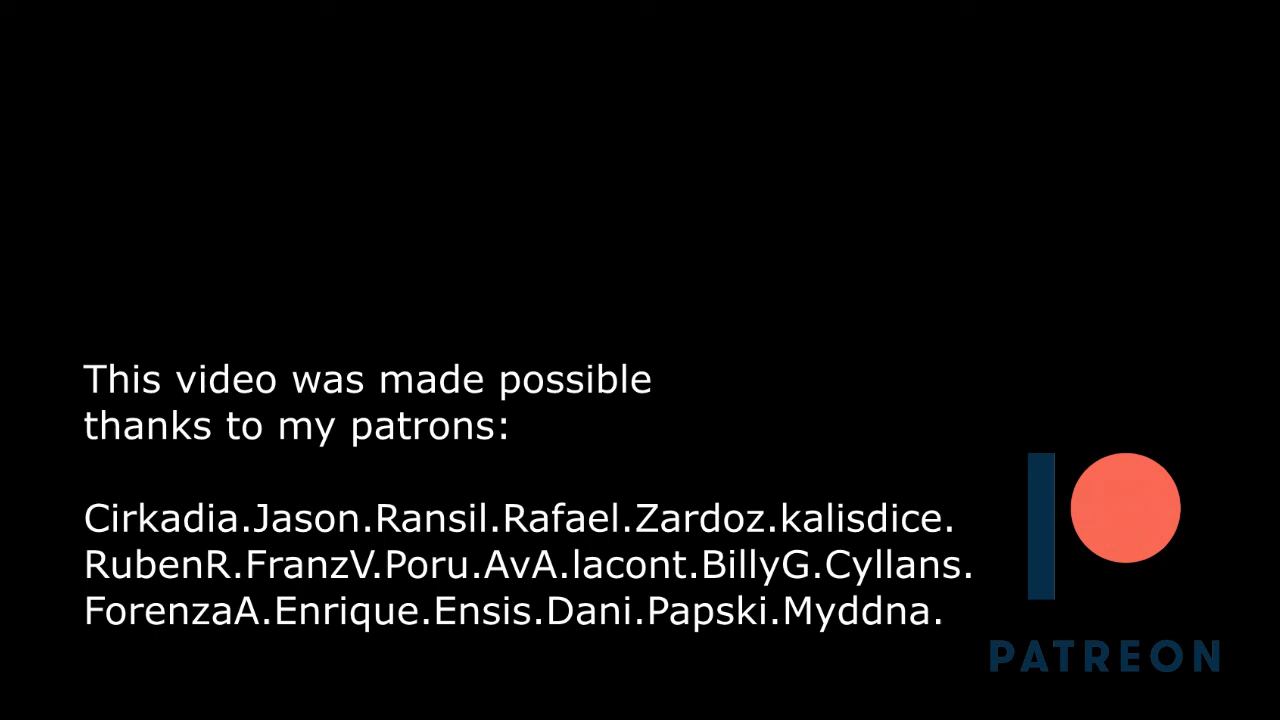 This video was made possible
thanks to my patrons:
Cirkadia.Jason.Ransil.Rafael.Zardoz.kalisdice.
RubenR.FranzV.Poru.AvA.lacont.BillyG.Cyllans.
ForenzaA.Enrique.Ensis.Dani.Papski.Myddna.
PATREON